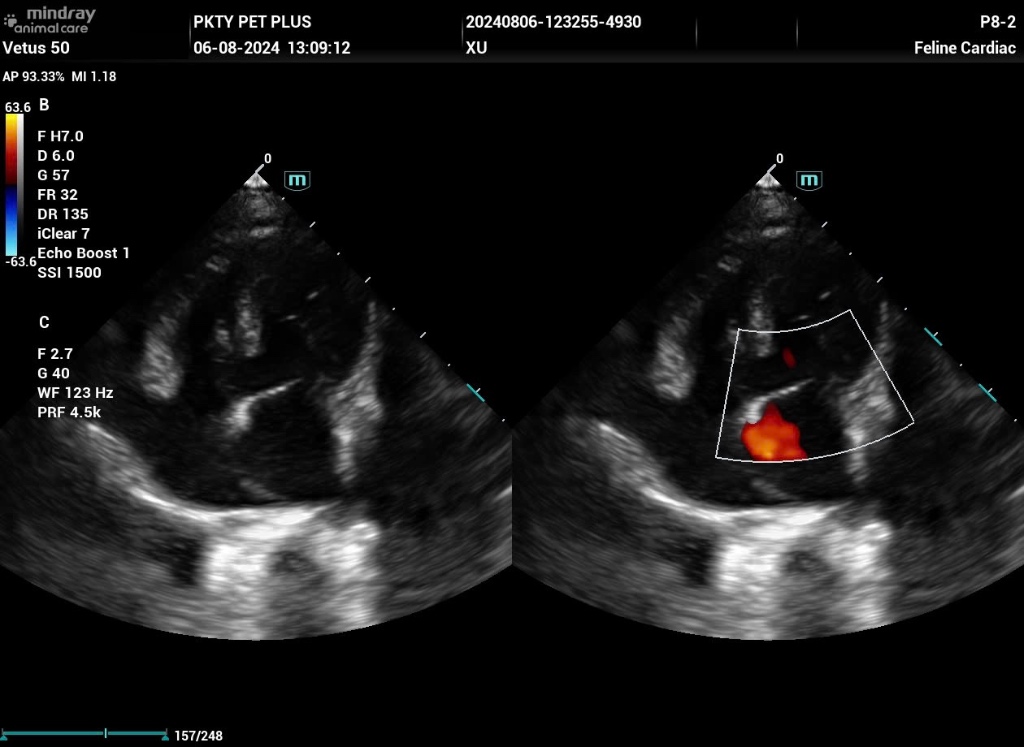 mindray
animal care
Vetus 50
PKTY PET PLUS
06-08-2024 13:09:12
20240806-123255-4930
XU
P8-2
Feline Cardiac
AP 93.33% MI 1.18
63.6
B
F H7.0
D 6.0
G 57
FR 32
DR 135
iClear 7
Echo Boost 1
-63.6
SSI 1500
C
F 2.7
G 40
WF 123 Hz
PRF 4.5k
0
m
0
m
157/248